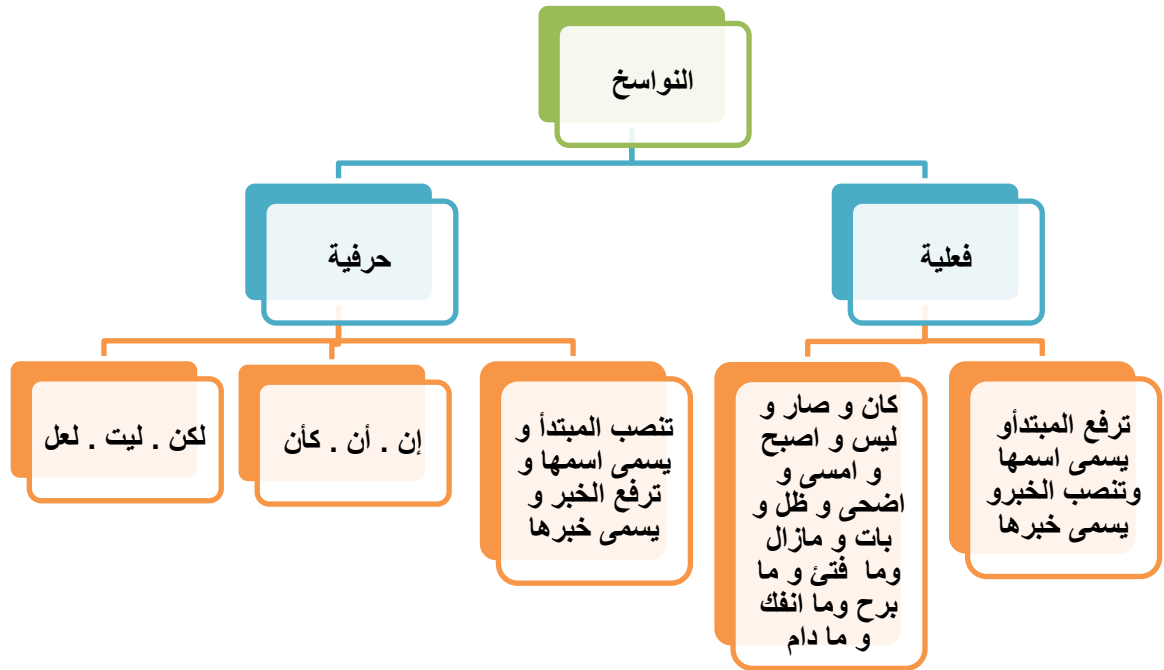 النواسخ
فعلية
حرفية
ترفع المبتدأو
يسمى اسمها
وتنصب الخبرو
يسمى خبرها
كان و صار و
ليس و اصبح
و امسى و
اضحى و ظل و
بات و مازال
وما فتئ و ما
برح وما انفك
و ما دام
تنصب المبتدأ و
يسمى اسمها و
ترفع الخبر و
يسمى خبرها
إن . أن . كأن
لكن . ليت . لعل